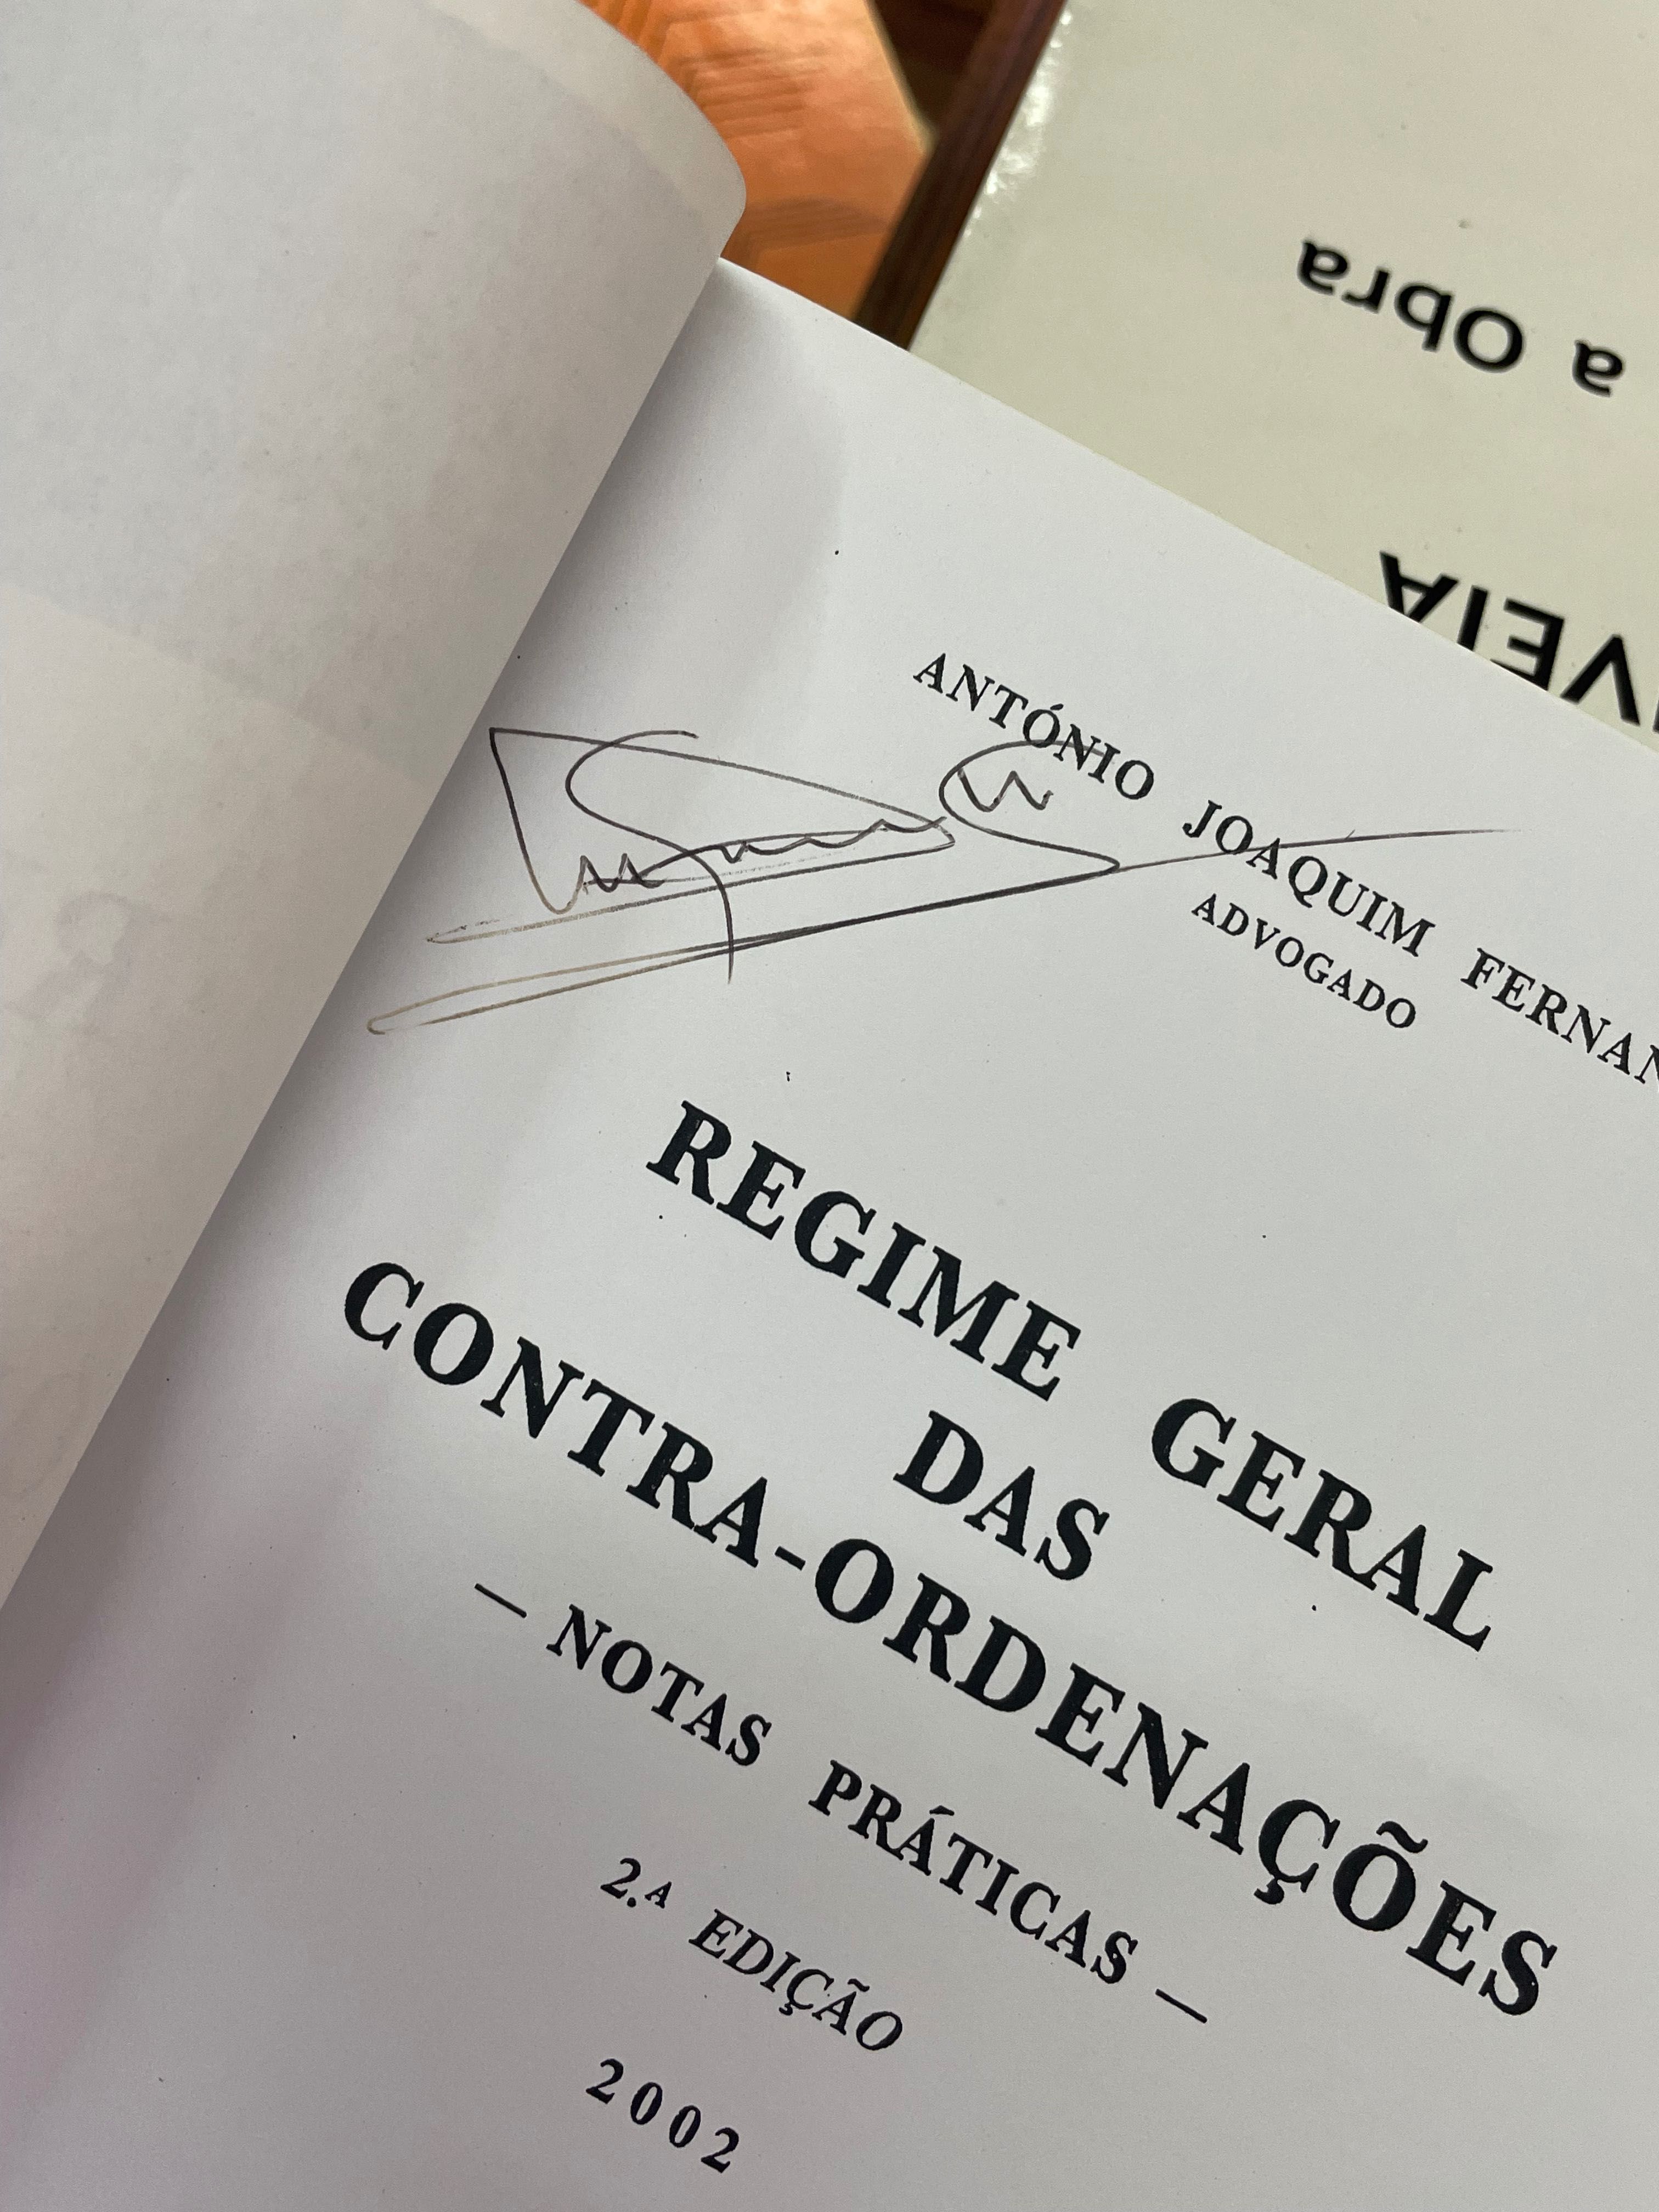 ANTÓNIO JOAQUIM FERNAN
ADVOGADO
REGIME GERAL
DAS
CONTRA-ORDENAÇÕES
— NOTAS PRÁTICAS —
2.ª EDIÇÃO
2002
a Obra
VEIA